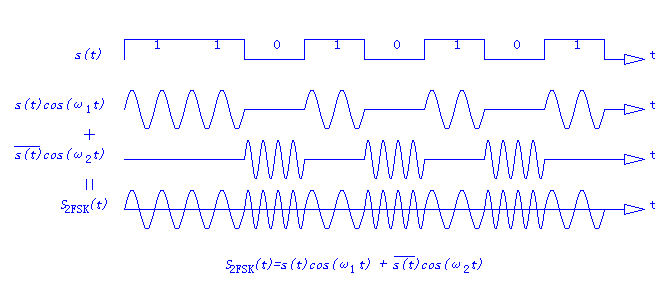 s(t) 1 1 0 1 0 1 0 1 t
s(t)cos(ω₁t) t
+
s̅(̅t̅)̅cos(ω₂t) t
=
S₂FSK(t) t
S₂FSK(t)=s(t)cos(ω₁t) + s̅(̅t̅)̅cos(ω₂t)